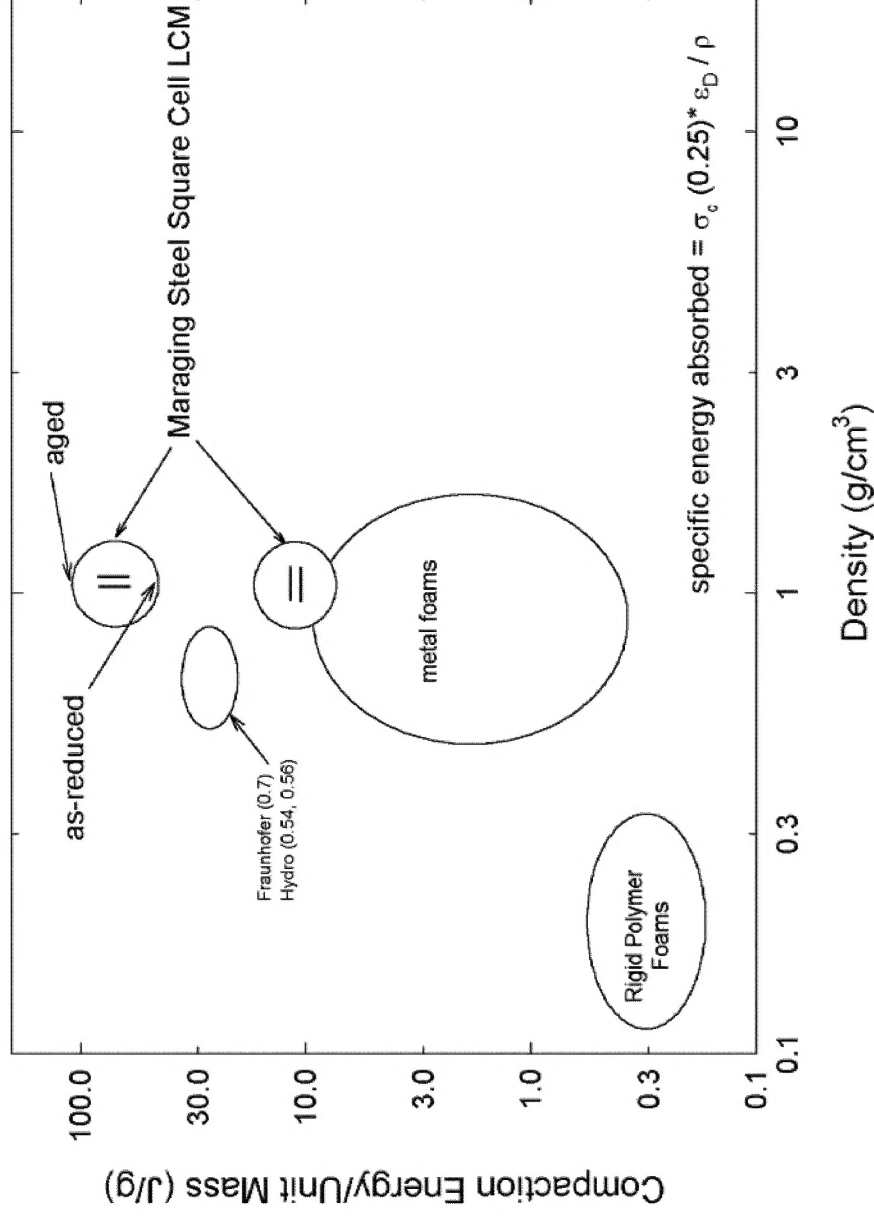 aged
as-reduced
Maraging Steel Square Cell LCM
Fraunhofer (0.7)
Hydro (0.54, 0.56)
metal foams
Rigid Polymer
Foams
specific energy absorbed = σc (0.25)* εD / ρ
Compaction Energy/Unit Mass (J/g)
100.0
30.0
10.0
3.0
1.0
0.3
0.1
0.1
0.3
1
3
10
Density (g/cm³)